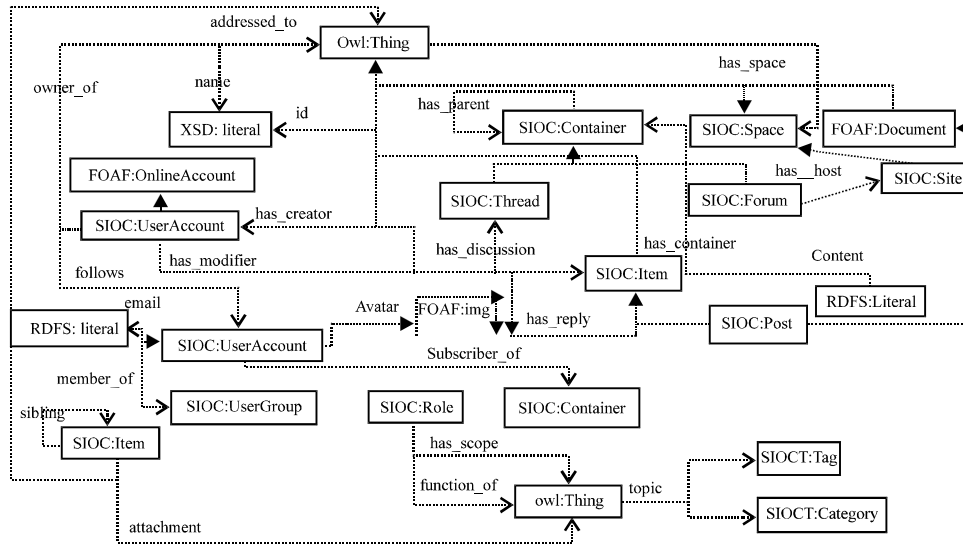 addressed_to
Owl:Thing
has_space
owner_of
name
has_parent
XSD: literal
id
SIOC:Container
SIOC:Space
FOAF:Document
FOAF:OnlineAccount
has__host
SIOC:Site
SIOC:Thread
SIOC:Forum
SIOC:UserAccount
has_creator
has_discussion
has_container
has_modifier
Content
follows
SIOC:Item
email
Avatar
FOAF:img
RDFS:Literal
RDFS: literal
has_reply
SIOC:Post
SIOC:UserAccount
Subscriber_of
member_of
SIOC:UserGroup
SIOC:Role
SIOC:Container
sibling
SIOC:Item
has_scope
SIOCT:Tag
function_of
owl:Thing
topic
SIOCT:Category
attachment